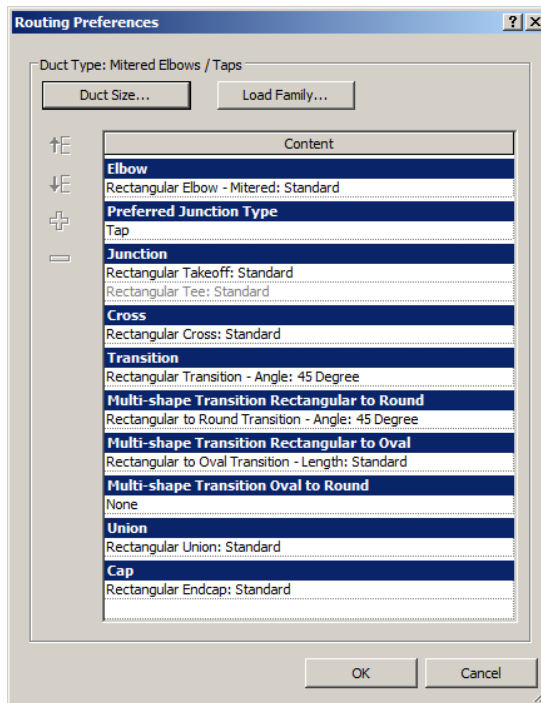 Routing Preferences
Duct Type: Mitered Elbows / Taps
Duct Size... Load Family...
Content
Elbow
Rectangular Elbow - Mitered: Standard
Preferred Junction Type
Tap
Junction
Rectangular Takeoff: Standard
Rectangular Tee: Standard
Cross
Rectangular Cross: Standard
Transition
Rectangular Transition - Angle: 45 Degree
Multi-shape Transition Rectangular to Round
Rectangular to Round Transition - Angle: 45 Degree
Multi-shape Transition Rectangular to Oval
Rectangular to Oval Transition - Length: Standard
Multi-shape Transition Oval to Round
None
Union
Rectangular Union: Standard
Cap
Rectangular Endcap: Standard
OK Cancel